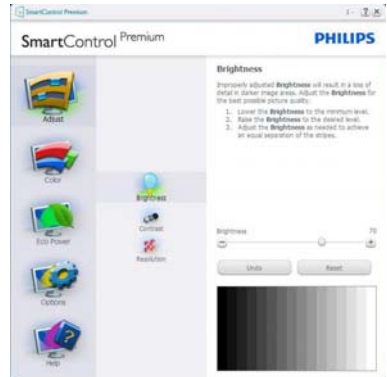 SmartControl Premium
SmartControl Premium
PHILIPS
Adjust
Color
Eco Power
Options
Help
Brightness
Contrast
Resolution
Brightness
Improperly adjusted Brightness will result in a loss of
detail in darker image areas. Adjust the Brightness for
the best possible picture quality:
1. Lower the Brightness to the minimum level.
2. Raise the Brightness to the desired level.
3. Adjust the Brightness as needed to achieve
an equal separation of the stripes.
Brightness 70
Undo Reset